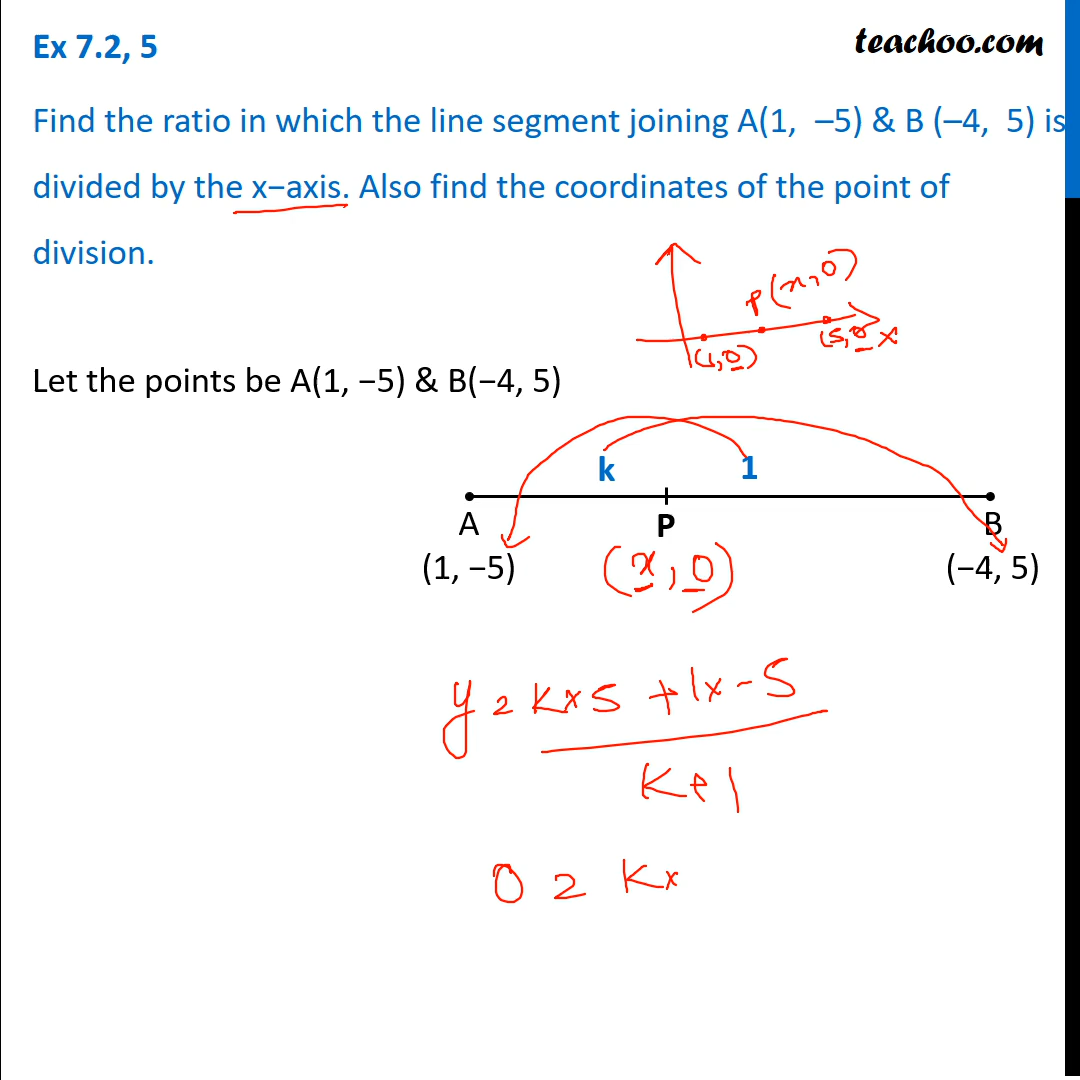 Ex 7.2, 5
teachoo.com
Find the ratio in which the line segment joining A(1, –5) & B (–4, 5) is
divided by the x–axis. Also find the coordinates of the point of
division.
P(x,0)
(1,0)
(5,0
x
Let the points be A(1, −5) & B(−4, 5)
k 1
A P B
(1, −5) (x, 0) (−4, 5)
y = k×5 + 1×-5
k+1
0 = k×